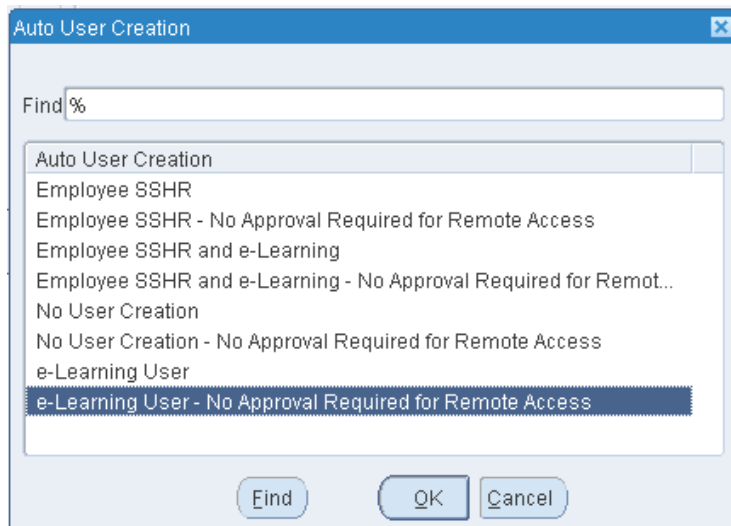 Auto User Creation
Find %
Auto User Creation
Employee SSHR
Employee SSHR - No Approval Required for Remote Access
Employee SSHR and e-Learning
Employee SSHR and e-Learning - No Approval Required for Remot...
No User Creation
No User Creation - No Approval Required for Remote Access
e-Learning User
e-Learning User - No Approval Required for Remote Access
Find OK Cancel